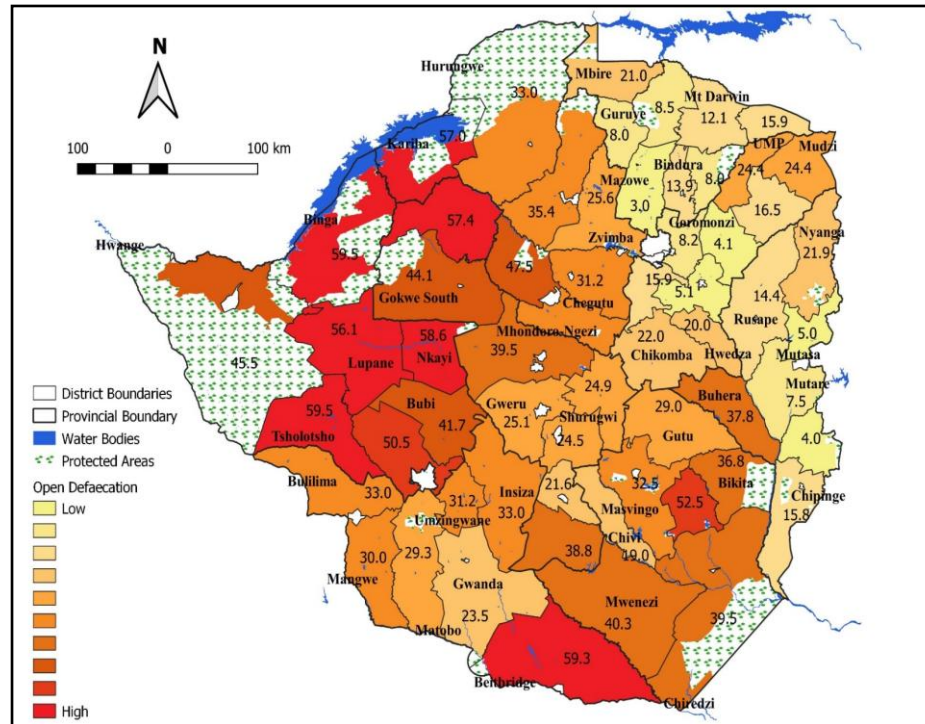 N
100 0 100 km
Hurungwe
33.0
Mbire 21.0
Mt Darwin
8.5
12.1
15.9
Guruve
8.0
Kariba
57.0
UMP
24.4
Mudzi
24.4
Bindura
13.9
8.0
Mazowe
3.0
25.6
35.4
Zvimba
Goromonzi
8.2
4.1
16.5
Nyanga
21.9
Binga
59.5
57.4
Hwange
45.5
44.1
Gokwe South
47.5
31.2
Chegutu
15.9
5.1
14.4
Rusape
5.0
Mutasa
56.1
Lupane
58.6
Nkayi
Mhondoro-Ngezi
39.5
22.0
Chikomba
20.0
Hwedza
Mutare
7.5
4.0
59.5
Tsholotsho
Bubi
41.7
50.5
Gweru
25.1
24.9
Shurugwi
24.5
29.0
Gutu
Buhera
37.8
36.8
Bikita
Bulilima
33.0
31.2
Umzingwane
Insiza
33.0
21.6
32.5
Masvingo
52.5
Chipinge
15.8
30.0
Mangwe
29.3
Matobo
Gwanda
23.5
38.8
Chivi
19.0
Mwenezi
40.3
39.5
59.3
Beitbridge
Chiredzi
District Boundaries
Provincial Boundary
Water Bodies
Protected Areas
Open Defaecation
Low
High